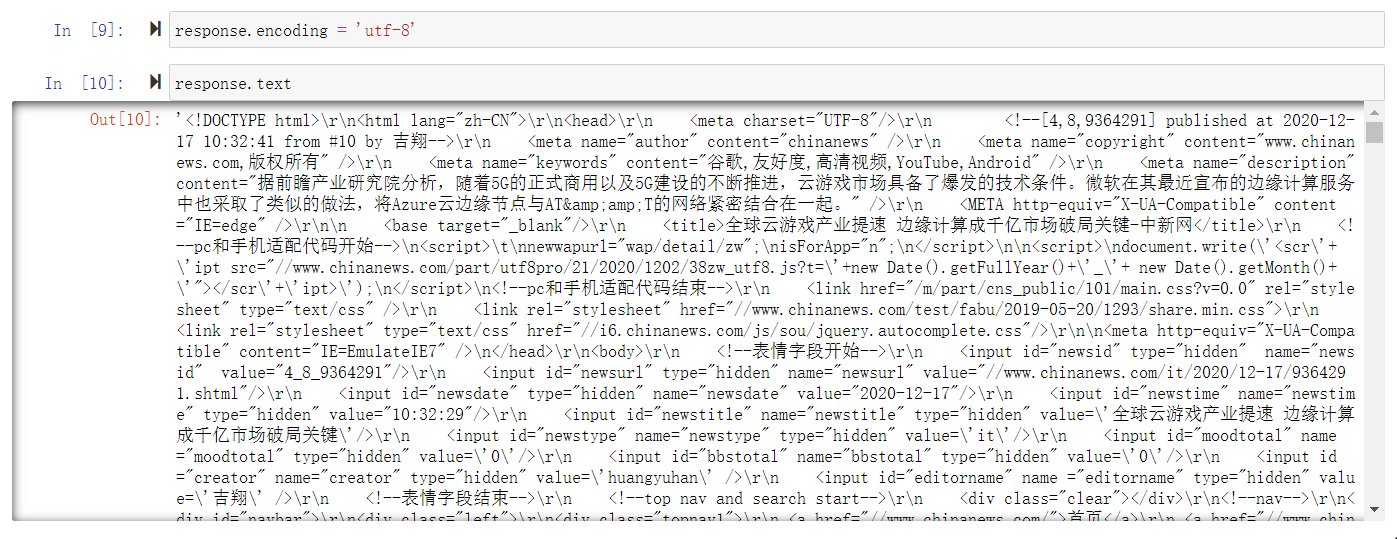 In [9]: response.encoding = 'utf-8'
In [10]: response.text
Out[10]: '<!DOCTYPE html>\r\n<html lang="zh-CN">\r\n<head>\r\n    <meta charset="UTF-8"/>\r\n        <!--[4,8,9364291] published at 2020-12-
17 10:32:41 from #10 by 吉翔-->\r\n    <meta name="author" content="chinanews" />\r\n    <meta name="copyright" content="www.chinan
ews.com,版权所有" />\r\n    <meta name="keywords" content="谷歌,友好度,高清视频,YouTube,Android" />\r\n    <meta name="description"
content="据前瞻产业研究院分析，随着5G的正式商用以及5G建设的不断推进，云游戏市场具备了爆发的技术条件。微软在其最近宣布的边缘计算服务
中也采取了类似的做法，将Azure云边缘节点与AT&amp;amp;T的网络紧密结合在一起。" />\r\n    <META http-equiv="X-UA-Compatible" content
="IE=edge" />\r\n\n    <base target="_blank"/>\r\n    <title>全球云游戏产业提速 边缘计算成千亿市场破局关键-中新网</title>\r\n    <!
--pc和手机适配代码开始-->\n<script>\t\nnewwapurl="wap/detail/zw";\nisForApp="n";\n</script>\n\n<script>\ndocument.write(\'<scr\'+
\'ipt src="//www.chinanews.com/part/utf8pro/21/2020/1202/38zw_utf8.js?t=\'+new Date().getFullYear()+\'_\'+ new Date().getMonth()+
\'"></scr\'+\'ipt>\');\n</script>\n<!--pc和手机适配代码结束-->\r\n    <link href="/m/part/cns_public/101/main.css?v=0.0" rel="style
sheet" type="text/css" />\r\n    <link rel="stylesheet" href="//www.chinanews.com/test/fabu/2019-05-20/1293/share.min.css">\r\n
<link rel="stylesheet" type="text/css" href="//i6.chinanews.com/js/sou/jquery.autocomplete.css"/>\r\n\n<meta http-equiv="X-UA-Compa
tible" content="IE=EmulateIE7" />\n</head>\r\n<body>\r\n    <!--表情字段开始-->\r\n    <input id="newsid" type="hidden"  name="news
id"  value="4_8_9364291"/>\r\n    <input id="newsurl" type="hidden" name="newsurl" value="//www.chinanews.com/it/2020/12-17/936429
1.shtml"/>\r\n    <input id="newsdate" type="hidden" name="newsdate" value="2020-12-17"/>\r\n    <input id="newstime" name="newstim
e" type="hidden" value="10:32:29"/>\r\n    <input id="newstitle" name="newstitle" type="hidden" value=\'全球云游戏产业提速 边缘计算
成千亿市场破局关键\'/>\r\n    <input id="newstype" name="newstype" type="hidden" value=\'it\'/>\r\n    <input id="moodtotal" name
="moodtotal" type="hidden" value=\'0\'/>\r\n    <input id="bbstotal" name="bbstotal" type="hidden" value=\'0\'/>\r\n    <input id
="creator" name="creator" type="hidden" value=\'huangyuhan\' />\r\n    <input id="editorname" name ="editorname" type="hidden" valu
e=\'吉翔\' />\r\n    <!--表情字段结束-->\r\n    <!--top nav and search start-->\r\n    <div class="clear"></div>\r\n<!--nav-->\r\n<
div id="navbar">\r\n<div class="left">\r\n<div class="topnav1">\r\n <a href="//www.chinanews.com/">首页</a>\r\n <a href="//www.chin